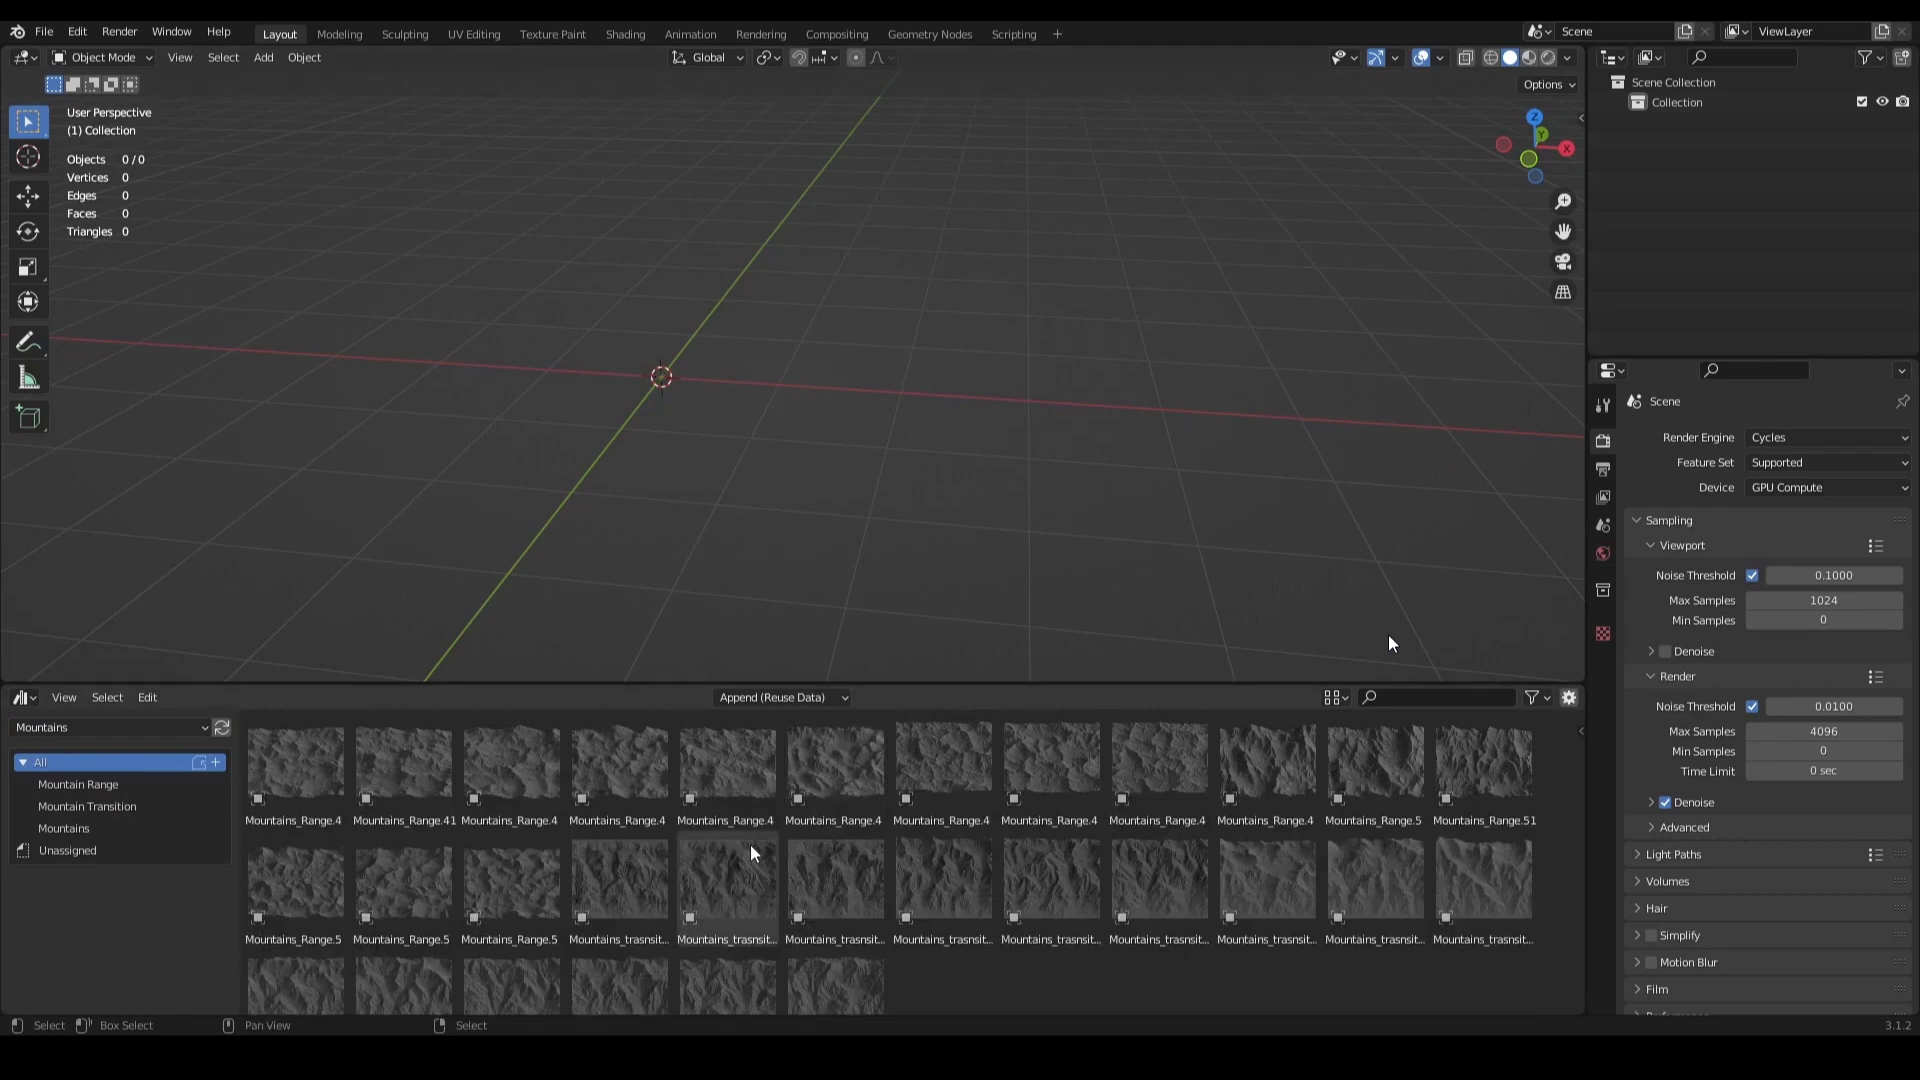 File Edit Render Window Help Layout Modeling Sculpting UV Editing Texture Paint Shading Animation Rendering Compositing Geometry Nodes Scripting + Scene ViewLayer
Object Mode View Select Add Object Global
Options
User Perspective
(1) Collection
Objects 0 / 0
Vertices 0
Edges 0
Faces 0
Triangles 0
Z
Y
X
Scene Collection
Collection
Scene
Render Engine Cycles
Feature Set Supported
Device GPU Compute
Sampling
Viewport
Noise Threshold 0.1000
Max Samples 1024
Min Samples 0
Denoise
Render
Noise Threshold 0.0100
Max Samples 4096
Min Samples 0
Time Limit 0 sec
Denoise
Advanced
Light Paths
Volumes
Hair
Simplify
Motion Blur
Film
View Select Edit Append (Reuse Data)
Mountains
All
Mountain Range
Mountain Transition
Mountains
Unassigned
Mountains_Range.4 Mountains_Range.41 Mountains_Range.4 Mountains_Range.4 Mountains_Range.4 Mountains_Range.4 Mountains_Range.4 Mountains_Range.4 Mountains_Range.4 Mountains_Range.4 Mountains_Range.5 Mountains_Range.51
Mountains_Range.5 Mountains_Range.5 Mountains_Range.5 Mountains_trasnsit... Mountains_trasnsit... Mountains_trasnsit... Mountains_trasnsit... Mountains_trasnsit... Mountains_trasnsit... Mountains_trasnsit... Mountains_trasnsit... Mountains_trasnsit...
Select Box Select Pan View Select 3.1.2